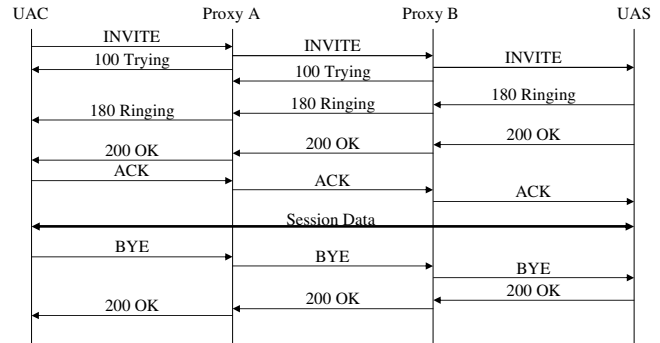 UAC Proxy A Proxy B UAS
INVITE
INVITE
INVITE
100 Trying
100 Trying
180 Ringing
180 Ringing
180 Ringing
200 OK
200 OK
200 OK
ACK
ACK
ACK
Session Data
BYE
BYE
BYE
200 OK
200 OK
200 OK